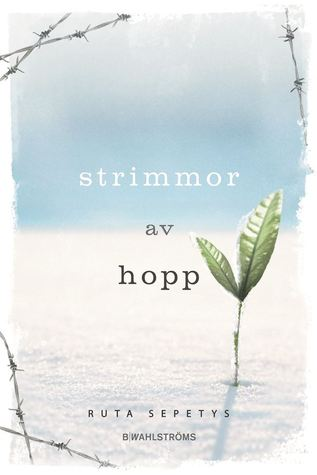 strimmor
av
hopp
RUTA SEPETYS
B WAHLSTRÖMS